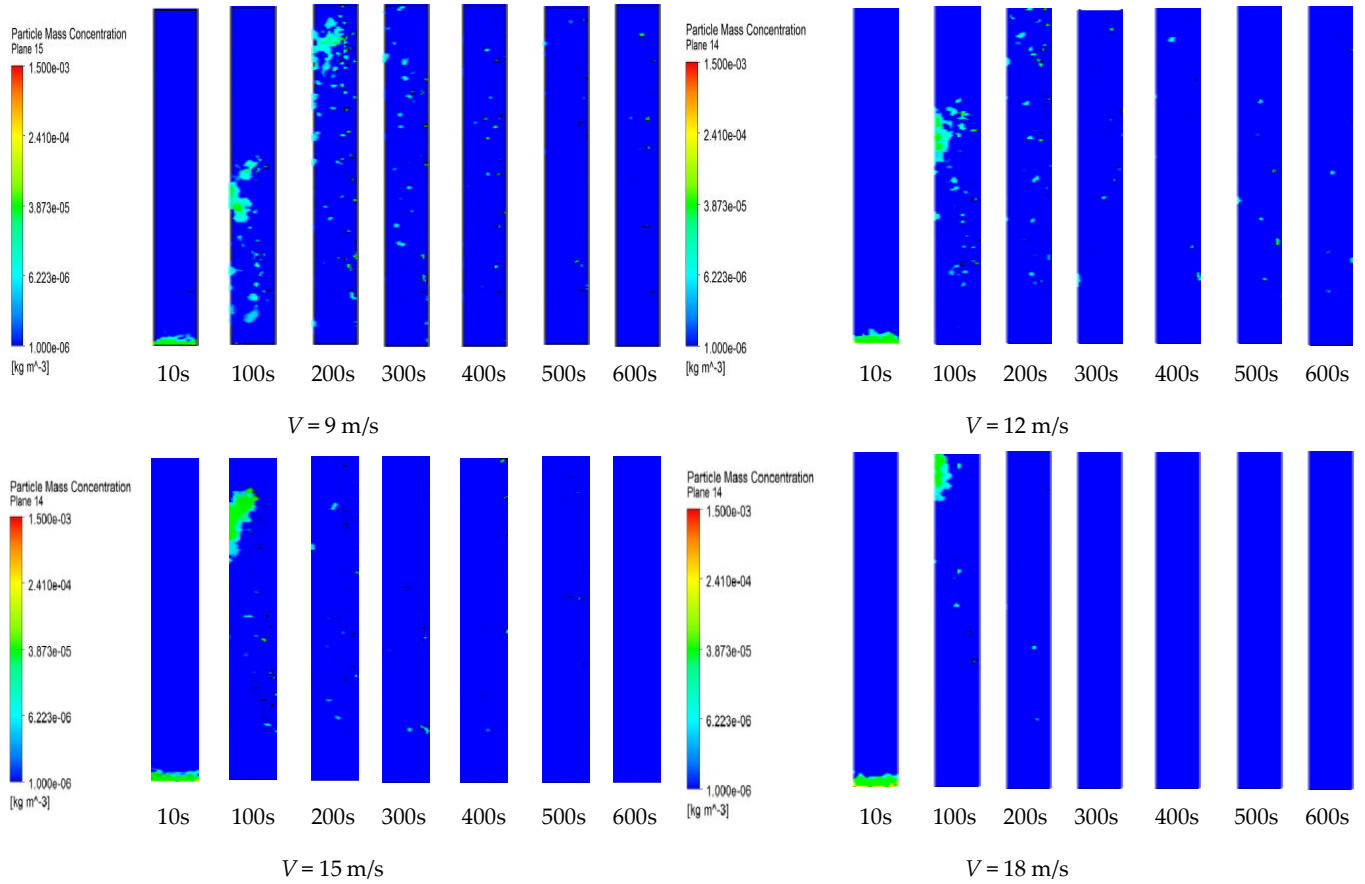 Particle Mass Concentration
Plane 15
1.500e-03
2.410e-04
3.873e-05
6.223e-06
1.000e-06
[kg m^-3]
10s 100s 200s 300s 400s 500s 600s
V = 9 m/s
Particle Mass Concentration
Plane 14
1.500e-03
2.410e-04
3.873e-05
6.223e-06
1.000e-06
[kg m^-3]
10s 100s 200s 300s 400s 500s 600s
V = 12 m/s
Particle Mass Concentration
Plane 14
1.500e-03
2.410e-04
3.873e-05
6.223e-06
1.000e-06
[kg m^-3]
10s 100s 200s 300s 400s 500s 600s
V = 15 m/s
Particle Mass Concentration
Plane 14
1.500e-03
2.410e-04
3.873e-05
6.223e-06
1.000e-06
[kg m^-3]
10s 100s 200s 300s 400s 500s 600s
V = 18 m/s